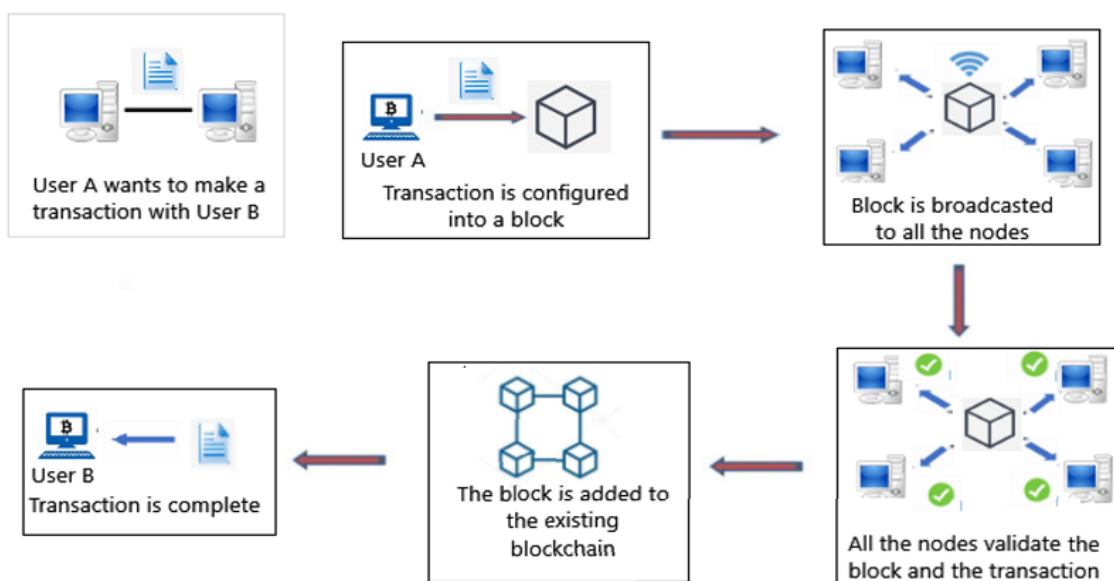 User A wants to make a
transaction with User B
User A
Transaction is configured
into a block
Block is broadcasted
to all the nodes
All the nodes validate the
block and the transaction
The block is added to
the existing
blockchain
User B
Transaction is complete